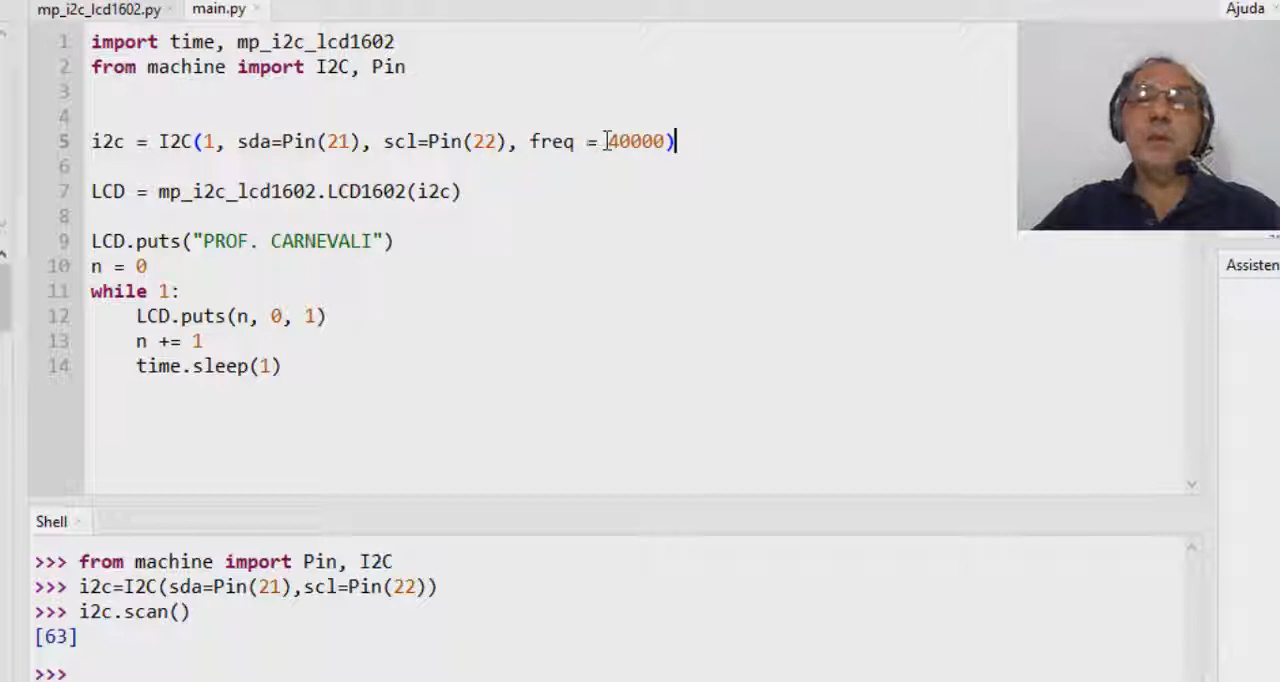 mp_i2c_lcd1602.py × main.py ×
Ajuda
1 import time, mp_i2c_lcd1602
2 from machine import I2C, Pin
3
4
5 i2c = I2C(1, sda=Pin(21), scl=Pin(22), freq = 40000)
6
7 LCD = mp_i2c_lcd1602.LCD1602(i2c)
8
9 LCD.puts("PROF. CARNEVALI")
10 n = 0
11 while 1:
12 LCD.puts(n, 0, 1)
13 n += 1
14 time.sleep(1)
Assisten
Shell ×
>>> from machine import Pin, I2C
>>> i2c=I2C(sda=Pin(21),scl=Pin(22))
>>> i2c.scan()
[63]
>>>